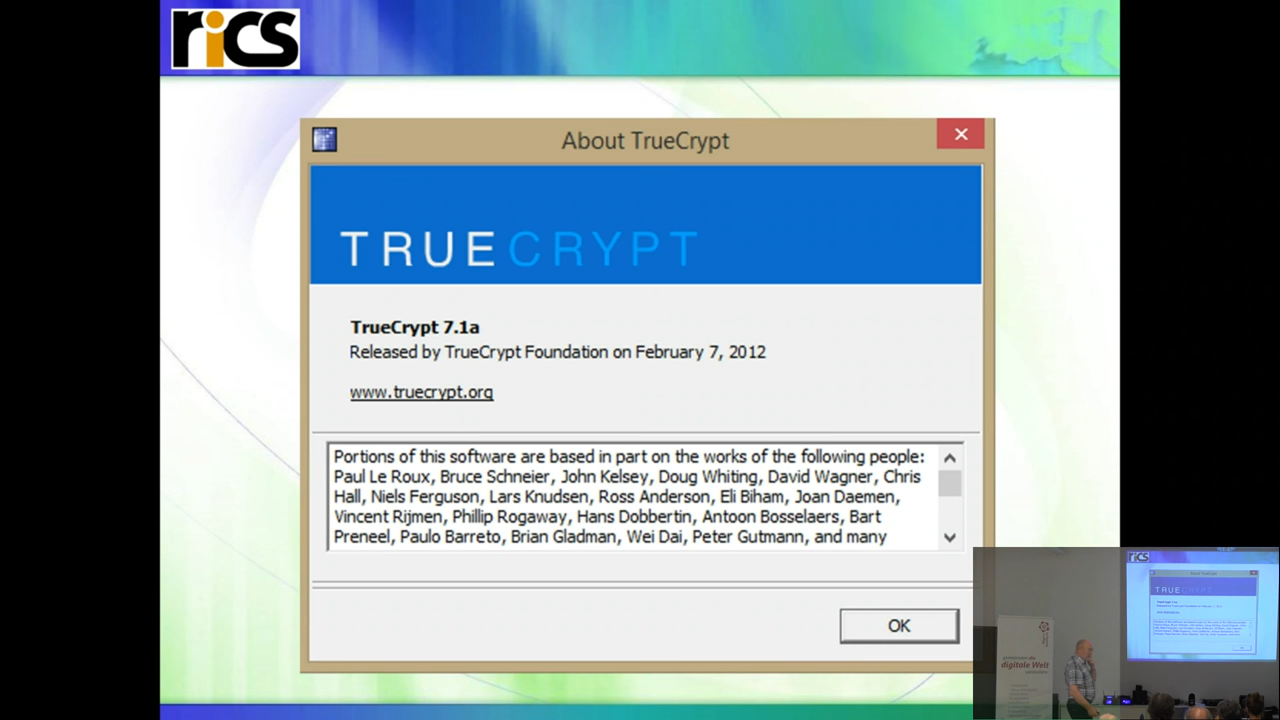 rics
About TrueCrypt
TRUECRYPT
TrueCrypt 7.1a
Released by TrueCrypt Foundation on February 7, 2012
www.truecrypt.org
Portions of this software are based in part on the works of the following people:
Paul Le Roux, Bruce Schneier, John Kelsey, Doug Whiting, David Wagner, Chris
Hall, Niels Ferguson, Lars Knudsen, Ross Anderson, Eli Biham, Joan Daemen,
Vincent Rijmen, Phillip Rogaway, Hans Dobbertin, Antoon Bosselaers, Bart
Preneel, Paulo Barreto, Brian Gladman, Wei Dai, Peter Gutmann, and many
OK
rics
TRUECRYPT
digitale Welt